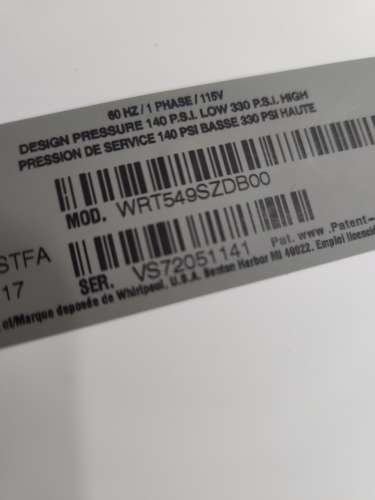 60 HZ / 1 PHASE / 115V
DESIGN PRESSURE 140 P.S.I. LOW 330 P.S.I. HIGH
PRESSION DE SERVICE 140 PSI BASSE 330 PSI HAUTE
MOD. WRT549SZDB00
STFA
17
SER. VS72051141
Pat. www.Patent
et/Marque deposée de Whirlpool, U.S.A. Benton Harbor MI 49022. Emploi licencié